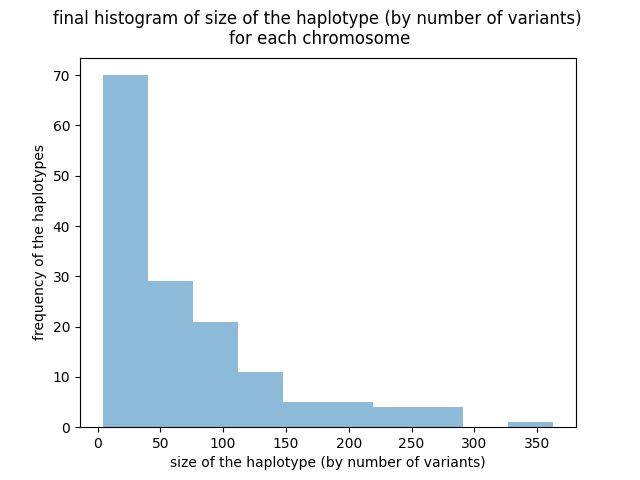 final histogram of size of the haplotype (by number of variants)
for each chromosome
70
60
50
40
30
20
10
0
frequency of the haplotypes
0 50 100 150 200 250 300 350
size of the haplotype (by number of variants)